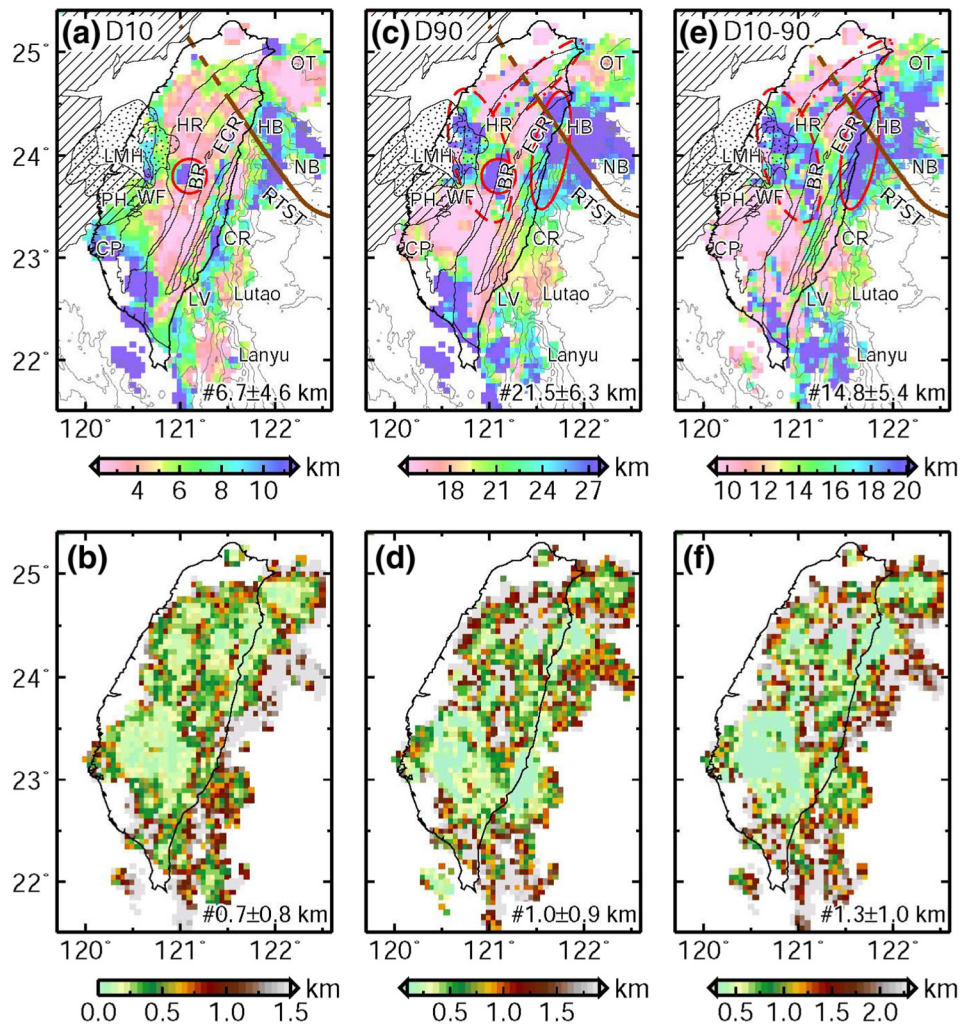 (a) D10
(c) D90
(e) D10-90
25°
24°
23°
22°
OT
HR
ECR
HB
LMH
BR
NB
PH
WF
RTST
CP
CR
LV
Lutao
Lanyu
#6.7±4.6 km
OT
HR
ECR
HB
LMH
BR
NB
PH
WF
RTST
CP
CR
LV
Lutao
Lanyu
#21.5±6.3 km
OT
HR
ECR
HB
LMH
BR
NB
PH
WF
RTST
CP
CR
LV
Lutao
Lanyu
#14.8±5.4 km
120° 121° 122°
120° 121° 122°
120° 121° 122°
4 6 8 10 km
18 21 24 27 km
10 12 14 16 18 20 km
(b)
(d)
(f)
25°
24°
23°
22°
#0.7±0.8 km
#1.0±0.9 km
#1.3±1.0 km
120° 121° 122°
120° 121° 122°
120° 121° 122°
0.0 0.5 1.0 1.5 km
0.5 1.0 1.5 km
0.5 1.0 1.5 2.0 km